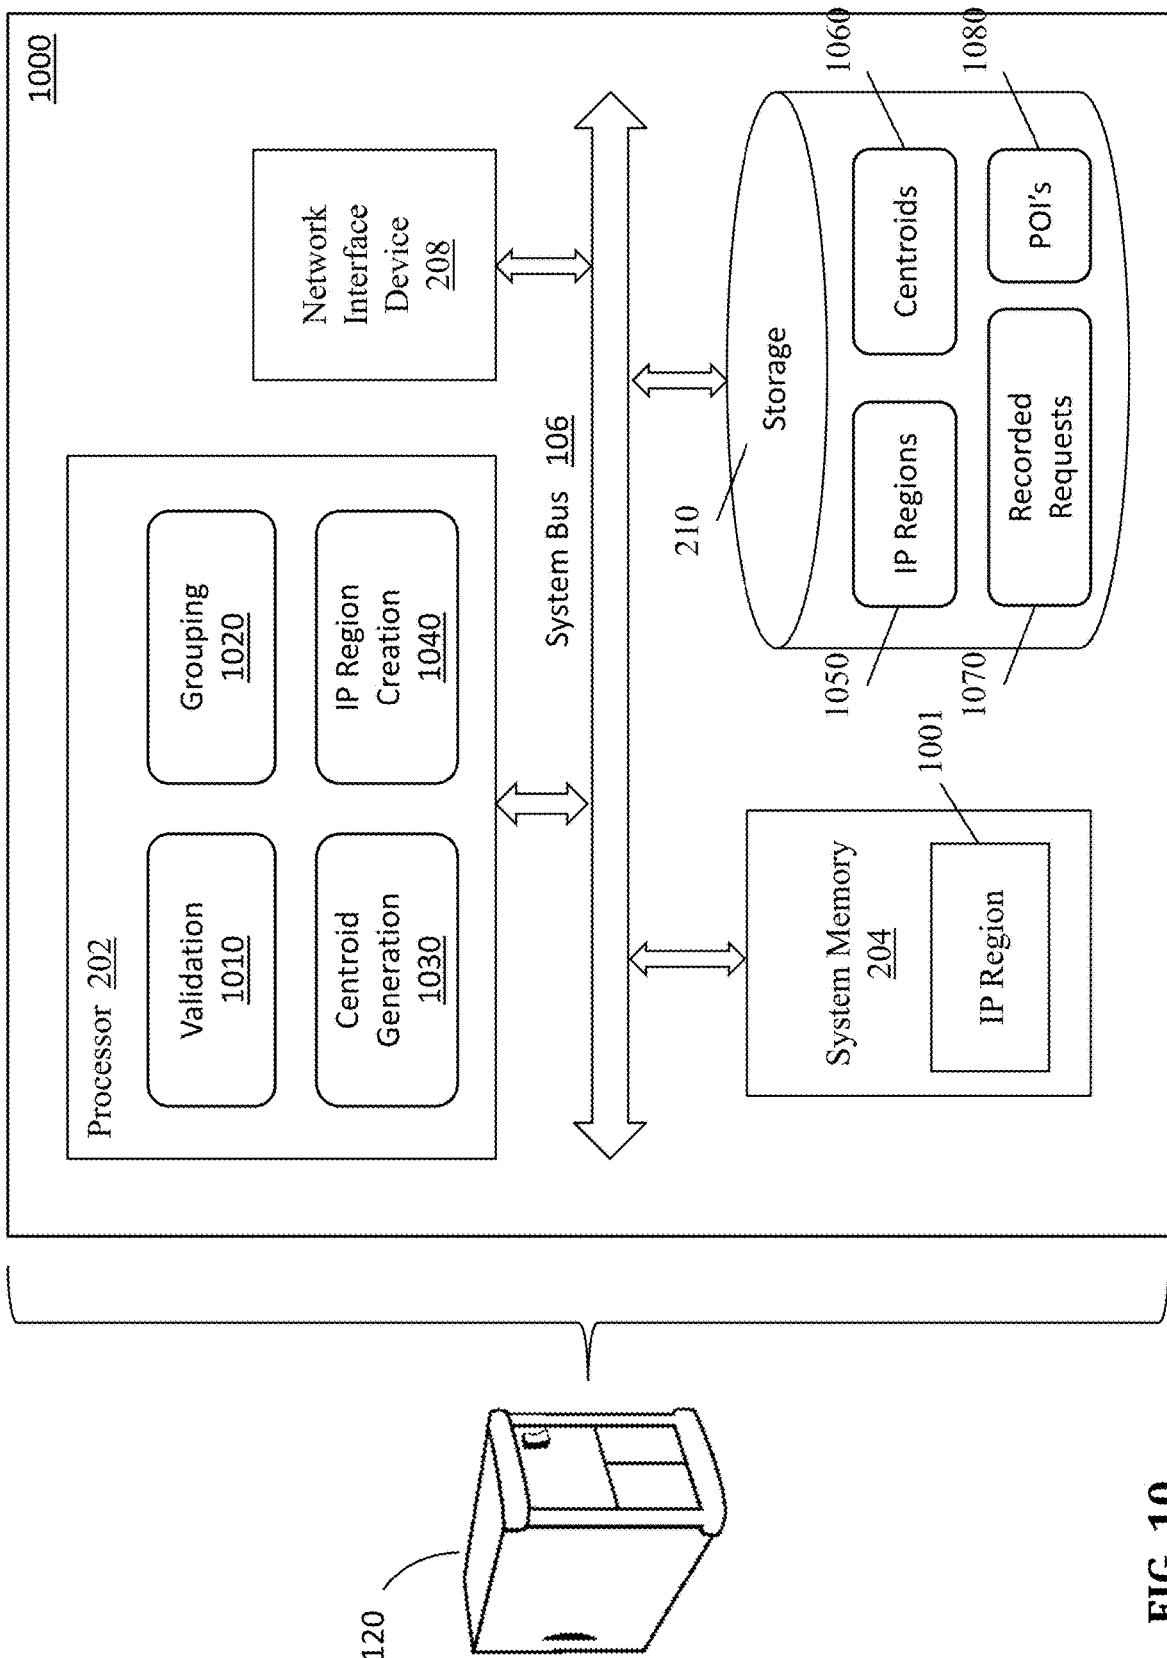 1000
Processor 202
Validation
1010
Grouping
1020
Centroid
Generation
1030
IP Region
Creation
1040
Network
Interface
Device
208
System Bus 106
System Memory
204
IP Region
1001
210
Storage
IP Regions
1050
Centroids
1060
Recorded
Requests
1070
POI's
1080
120
FIG. 10